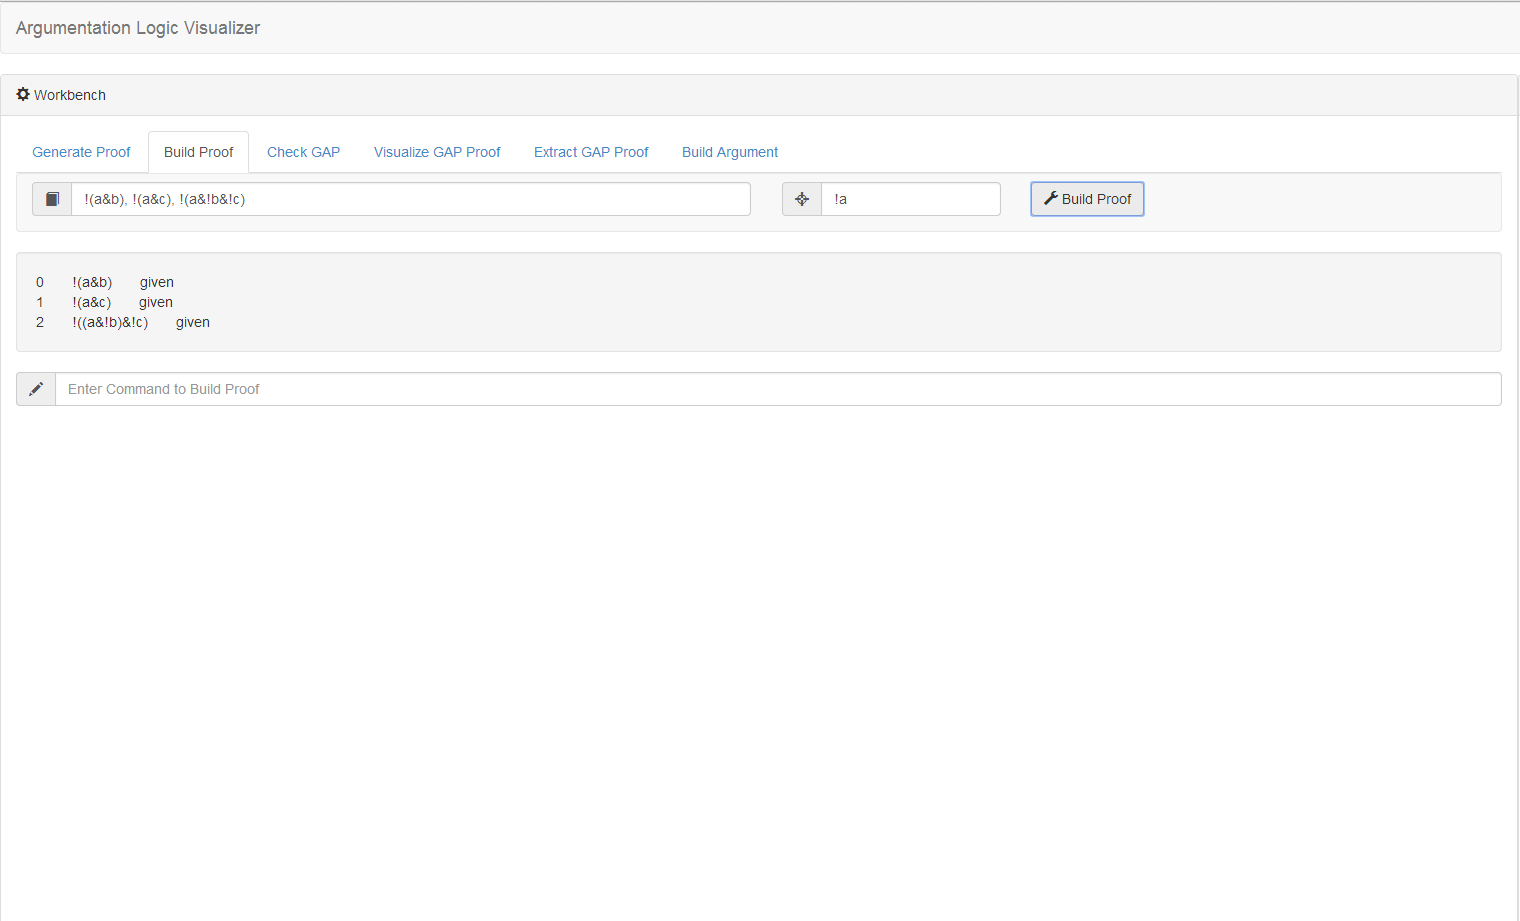 Argumentation Logic Visualizer
Workbench
Generate Proof Build Proof Check GAP Visualize GAP Proof Extract GAP Proof Build Argument
!(a&b), !(a&c), !(a&!b&!c) !a Build Proof
0 !(a&b) given
1 !(a&c) given
2 !((a&!b)&!c) given
Enter Command to Build Proof